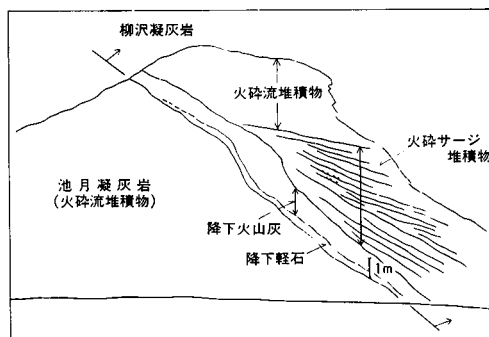 柳沢凝灰岩
火砕流堆積物
火砕サージ
堆積物
池月凝灰岩
(火砕流堆積物)
降下火山灰
降下軽石
1m